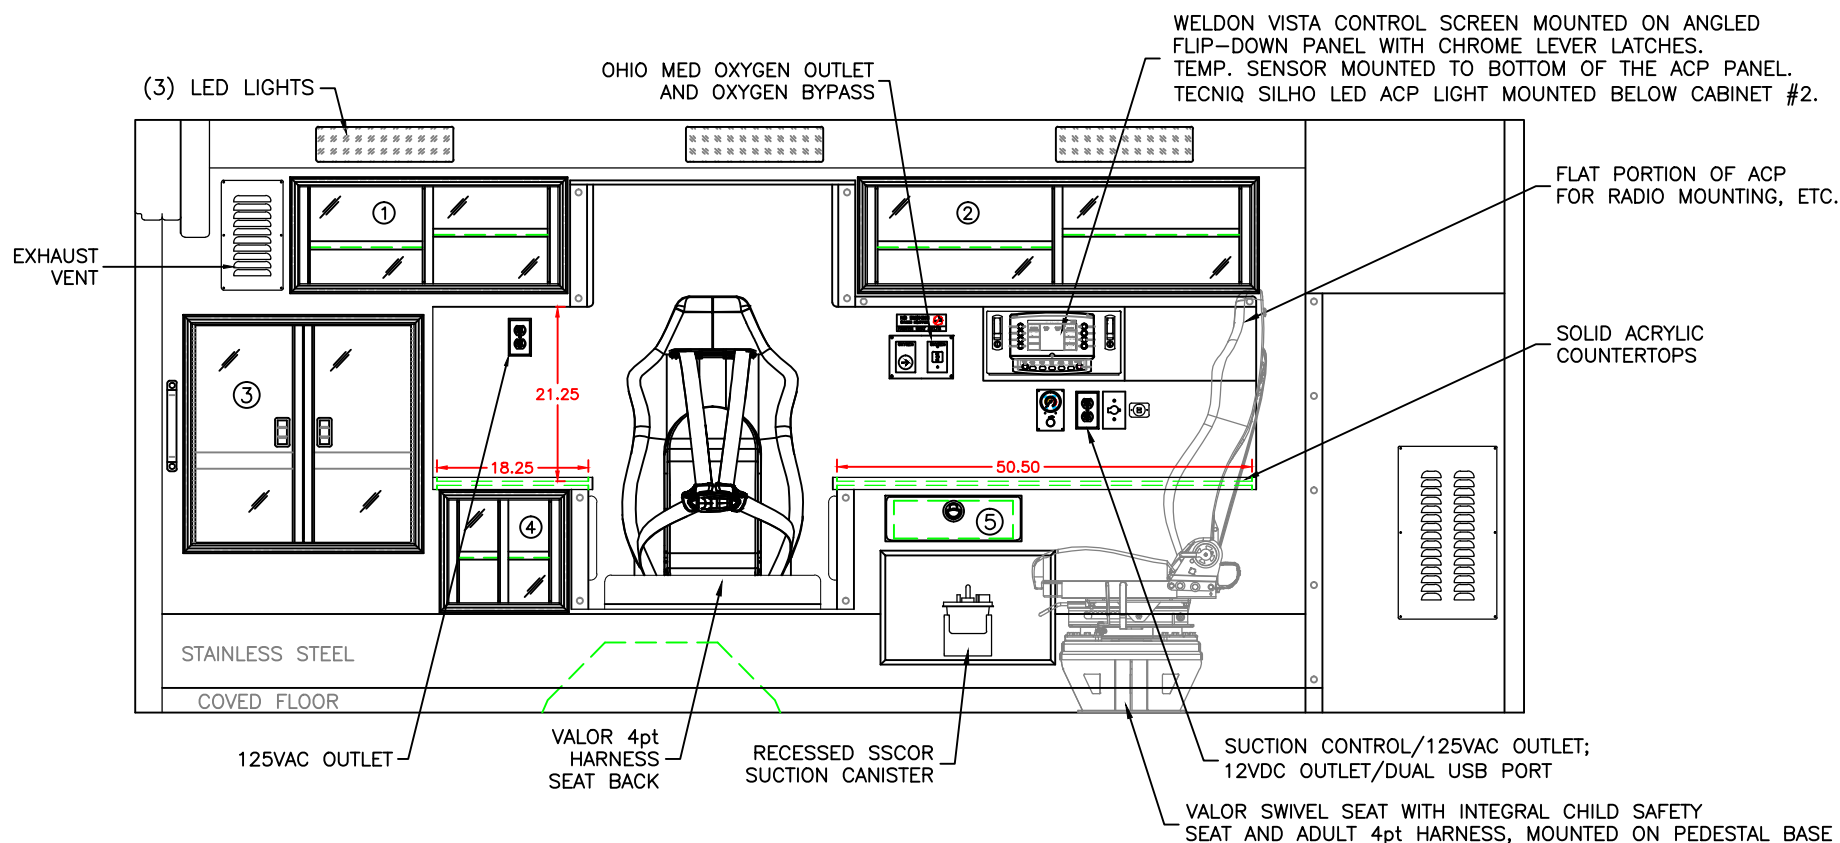 WELDON VISTA CONTROL SCREEN MOUNTED ON ANGLED
FLIP-DOWN PANEL WITH CHROME LEVER LATCHES.
TEMP. SENSOR MOUNTED TO BOTTOM OF THE ACP PANEL.
TECNIQ SILHO LED ACP LIGHT MOUNTED BELOW CABINET #2.
OHIO MED OXYGEN OUTLET
AND OXYGEN BYPASS
(3) LED LIGHTS
FLAT PORTION OF ACP
FOR RADIO MOUNTING, ETC.
EXHAUST
VENT
1
2
SOLID ACRYLIC
COUNTERTOPS
3
21.25
18.25
50.50
4
5
STAINLESS STEEL
COVED FLOOR
125VAC OUTLET
VALOR 4pt
HARNESS
SEAT BACK
RECESSED SSCOR
SUCTION CANISTER
SUCTION CONTROL/125VAC OUTLET;
12VDC OUTLET/DUAL USB PORT
VALOR SWIVEL SEAT WITH INTEGRAL CHILD SAFETY
SEAT AND ADULT 4pt HARNESS, MOUNTED ON PEDESTAL BASE